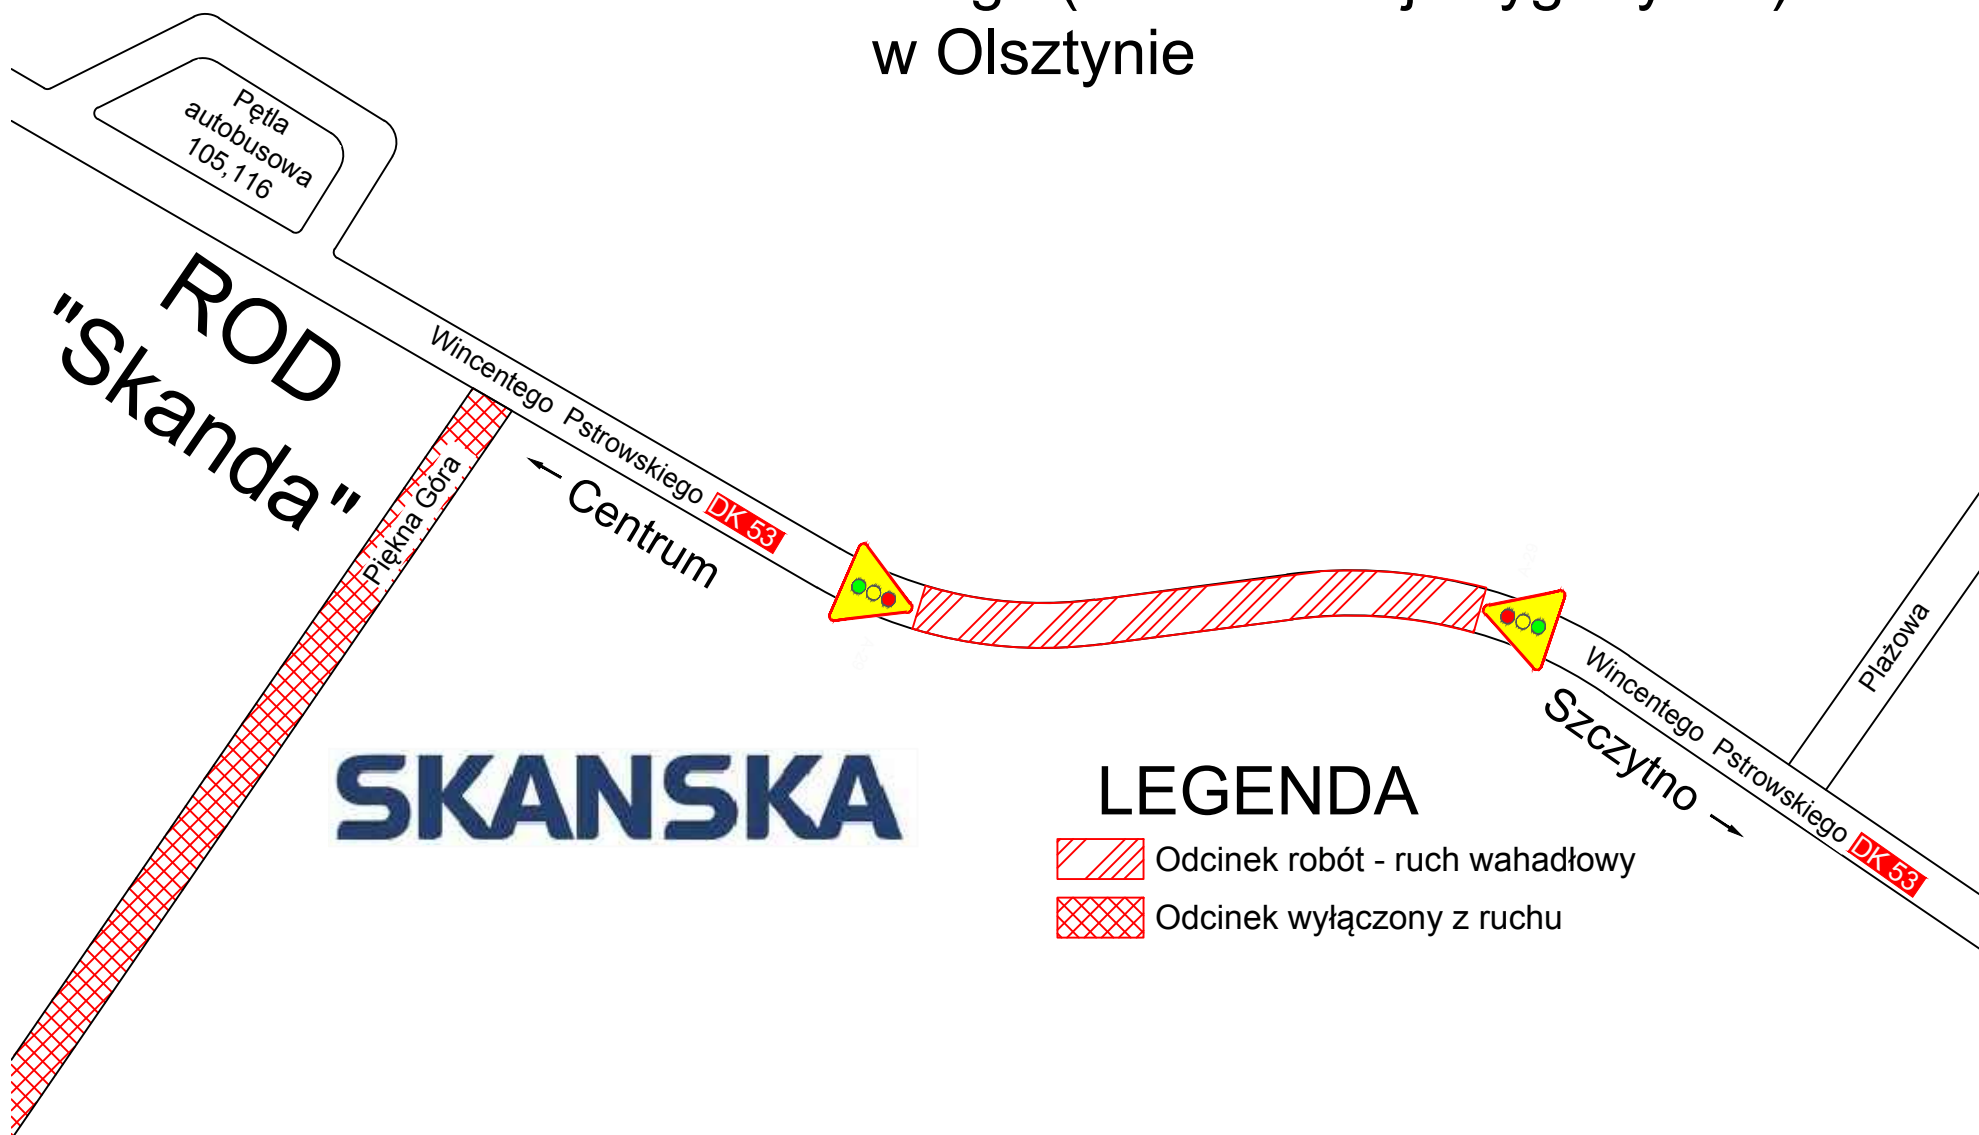 w Olsztynie
Pętla
autobusowa
105,116
ROD
"Skanda"
Wincentego Pstrowskiego DK 53
Piękna Góra
Centrum
Wincentego Pstrowskiego DK 53
Szczytno
Plażowa
SKANSKA
LEGENDA
Odcinek robót - ruch wahadłowy
Odcinek wyłączony z ruchu